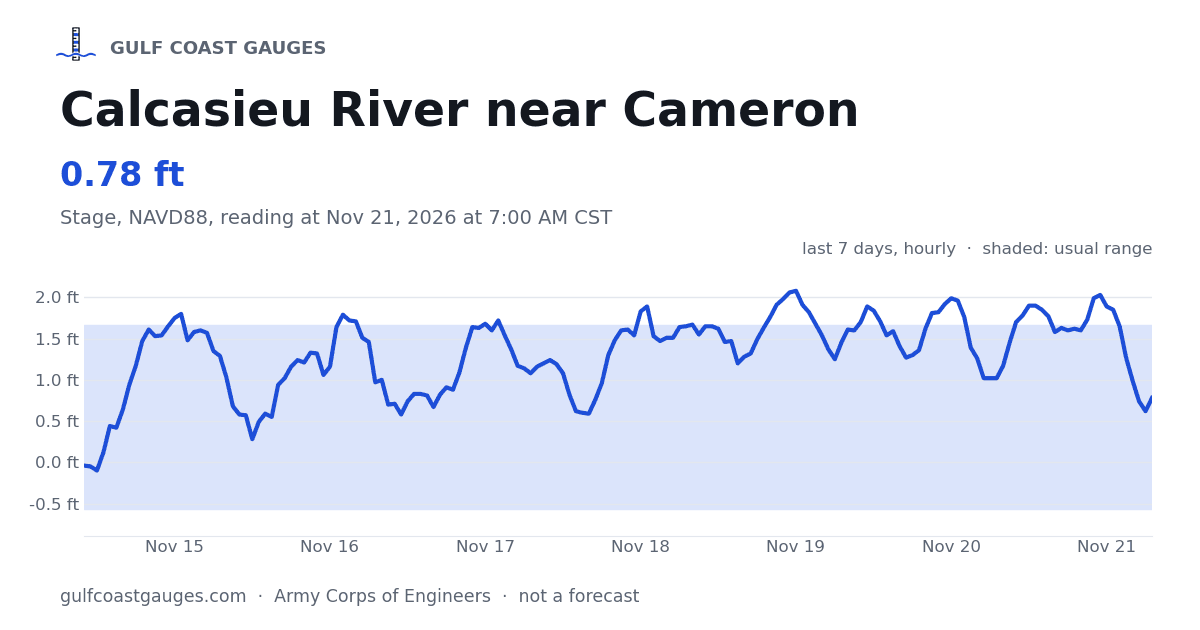 GULF COAST GAUGES
Calcasieu River near Cameron
0.78 ft
Stage, NAVD88, reading at Nov 21, 2026 at 7:00 AM CST
last 7 days, hourly · shaded: usual range
2.0 ft
1.5 ft
1.0 ft
0.5 ft
0.0 ft
-0.5 ft
Nov 15 Nov 16 Nov 17 Nov 18 Nov 19 Nov 20 Nov 21
gulfcoastgauges.com · Army Corps of Engineers · not a forecast